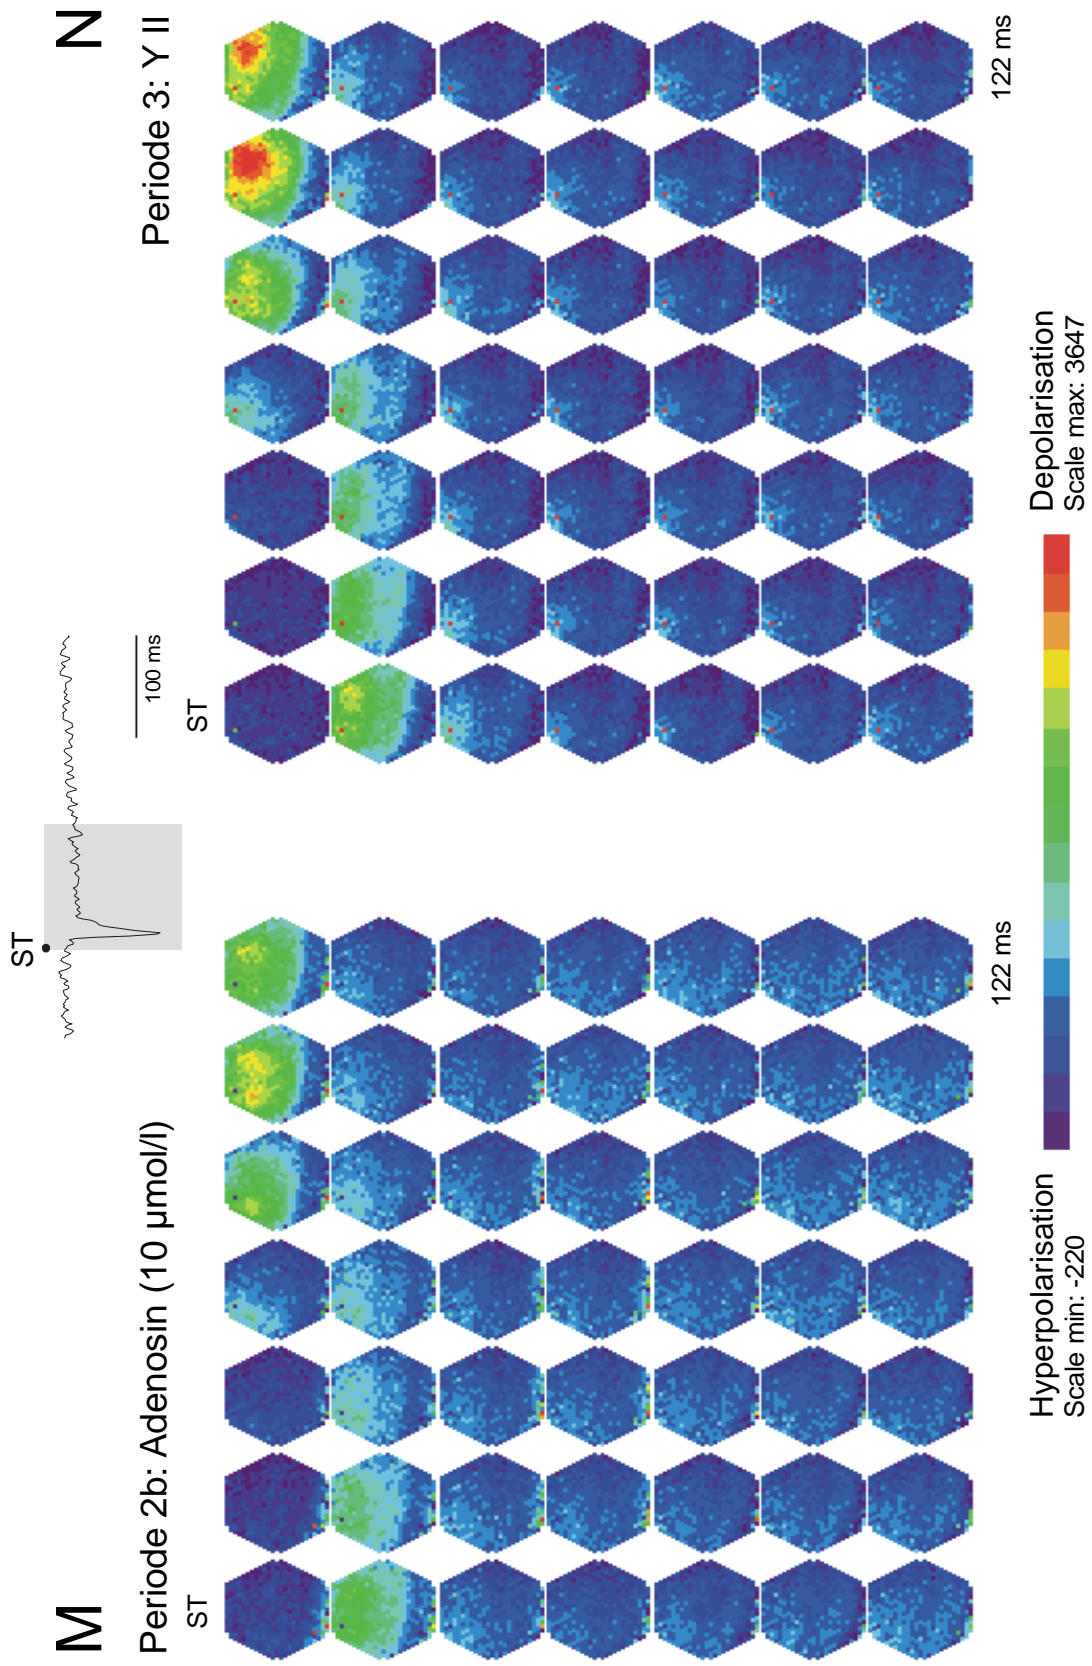 M
Periode 2b: Adenosin (10 µmol/l)
ST
122 ms
ST
100 ms
N
Periode 3: Y II
ST
122 ms
Hyperpolarisation
Scale min: -220
Depolarisation
Scale max: 3647